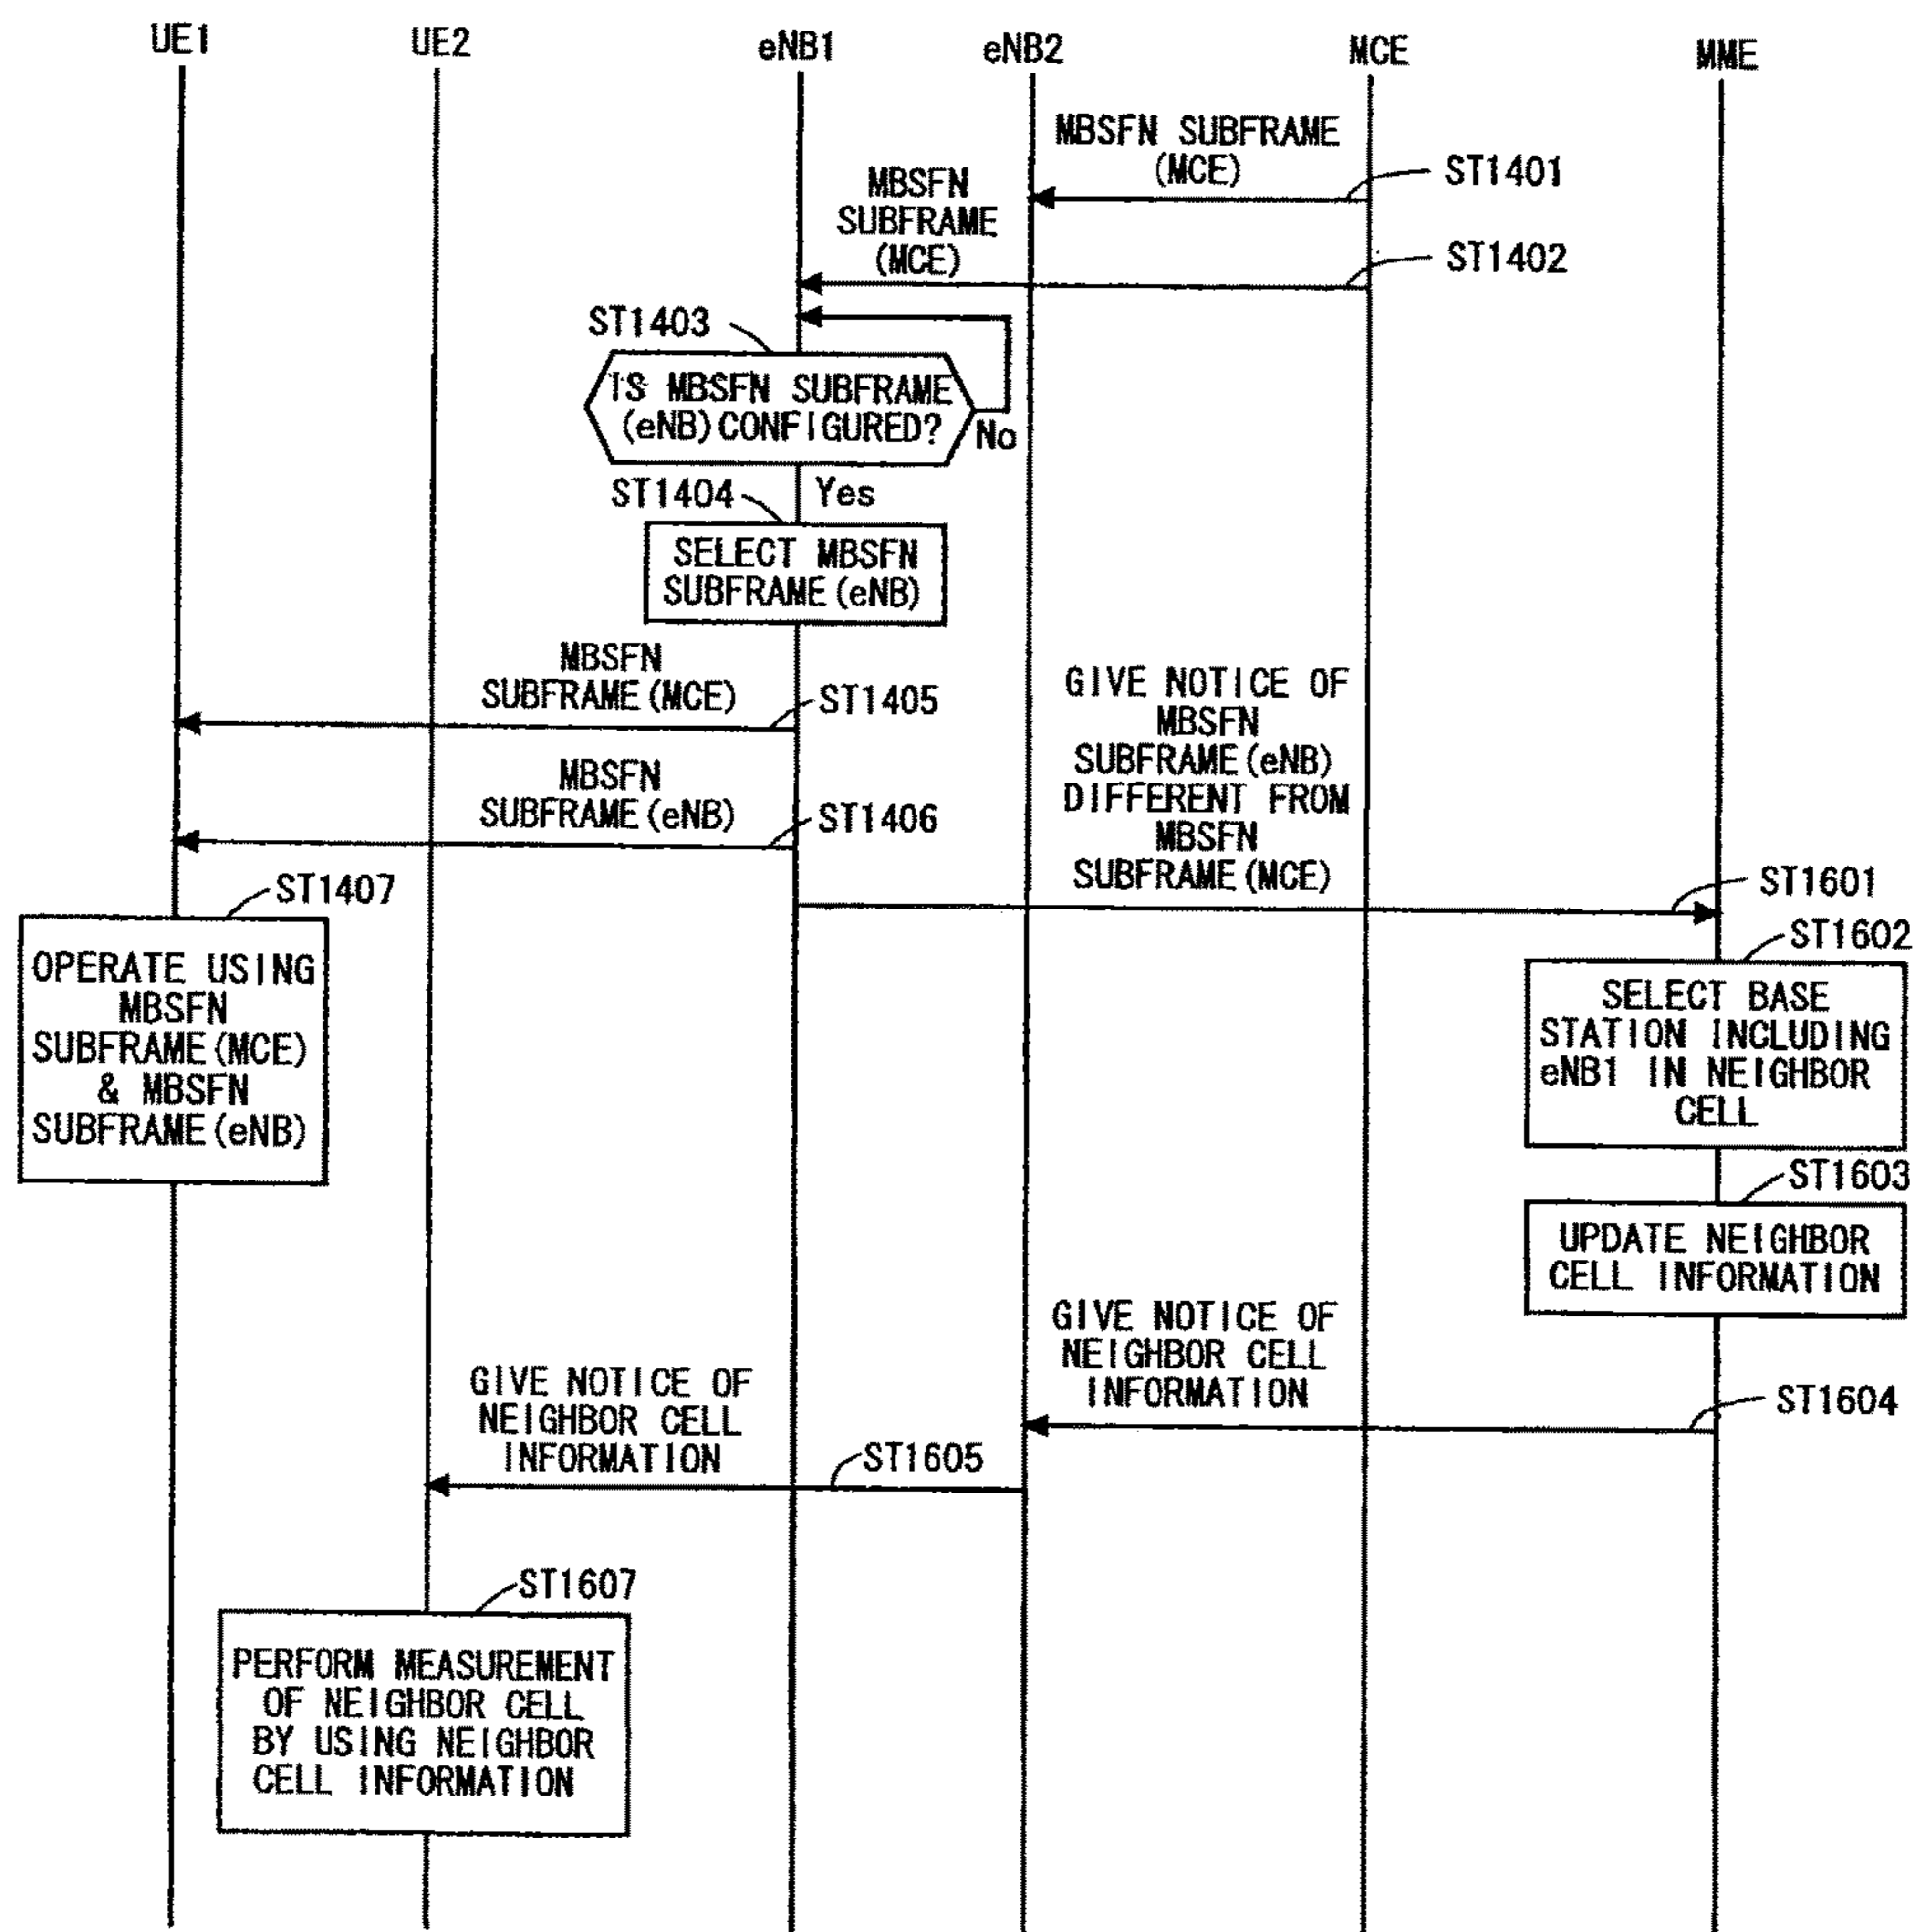 UE1
UE2
eNB1
eNB2
MCE
MME
MBSFN SUBFRAME
(MCE)
ST1401
MBSFN
SUBFRAME
(MCE)
ST1402
ST1403
IS MBSFN SUBFRAME
(eNB) CONFIGURED?
No
ST1404
Yes
SELECT MBSFN
SUBFRAME (eNB)
MBSFN
SUBFRAME (MCE)
ST1405
MBSFN
SUBFRAME (eNB)
ST1406
GIVE NOTICE OF
MBSFN
SUBFRAME (eNB)
DIFFERENT FROM
MBSFN
SUBFRAME (MCE)
ST1601
ST1407
OPERATE USING
MBSFN
SUBFRAME (MCE)
& MBSFN
SUBFRAME (eNB)
ST1602
SELECT BASE
STATION INCLUDING
eNB1 IN NEIGHBOR
CELL
ST1603
UPDATE NEIGHBOR
CELL INFORMATION
GIVE NOTICE OF
NEIGHBOR CELL
INFORMATION
ST1604
GIVE NOTICE OF
NEIGHBOR CELL
INFORMATION
ST1605
ST1607
PERFORM MEASUREMENT
OF NEIGHBOR CELL
BY USING NEIGHBOR
CELL INFORMATION